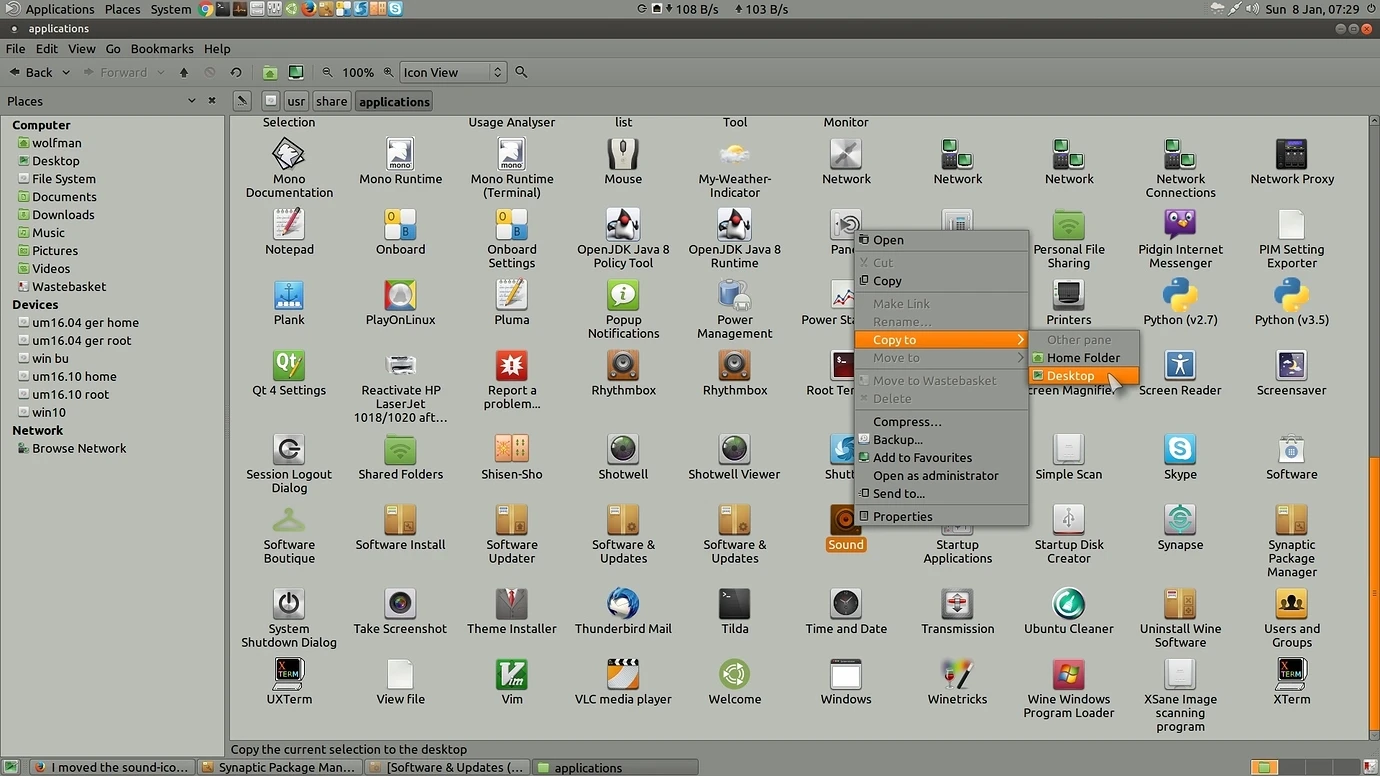 Applications Places System
108 B/s 103 B/s
Sun 8 Jan, 07:29
applications
File Edit View Go Bookmarks Help
Back Forward 100% Icon View
Places
usr share applications
Computer
wolfman
Desktop
File System
Documents
Downloads
Music
Pictures
Videos
Wastebasket
Devices
um16.04 ger home
um16.04 ger root
win bu
um16.10 home
um16.10 root
win10
Network
Browse Network
Selection Usage Analyser list Tool Monitor
Mono Documentation
Mono Runtime
Mono Runtime (Terminal)
Mouse
My-Weather-Indicator
Network
Network
Network
Network Connections
Network Proxy
Notepad
Onboard
Onboard Settings
OpenJDK Java 8 Policy Tool
OpenJDK Java 8 Runtime
Personal File Sharing
Pidgin Internet Messenger
PIM Setting Exporter
Plank
PlayOnLinux
Pluma
Popup Notifications
Power Management
Printers
Python (v2.7)
Python (v3.5)
Qt 4 Settings
Reactivate HP LaserJet 1018/1020 aft...
Report a problem...
Rhythmbox
Rhythmbox
Screen Reader
Screensaver
Session Logout Dialog
Shared Folders
Shisen-Sho
Shotwell
Shotwell Viewer
Simple Scan
Skype
Software
Software Boutique
Software Install
Software Updater
Software & Updates
Software & Updates
Sound
Startup Applications
Startup Disk Creator
Synapse
Synaptic Package Manager
System Shutdown Dialog
Take Screenshot
Theme Installer
Thunderbird Mail
Tilda
Time and Date
Transmission
Ubuntu Cleaner
Uninstall Wine Software
Users and Groups
UXTerm
View file
Vim
VLC media player
Welcome
Windows
Winetricks
Wine Windows Program Loader
XSane Image scanning program
XTerm
Open
Cut
Copy
Make Link
Rename...
Copy to
Move to
Move to Wastebasket
Delete
Compress...
Backup...
Add to Favourites
Open as administrator
Send to...
Properties
Other pane
Home Folder
Desktop
Copy the current selection to the desktop
I moved the sound-ico...
Synaptic Package Man...
[Software & Updates (...
applications